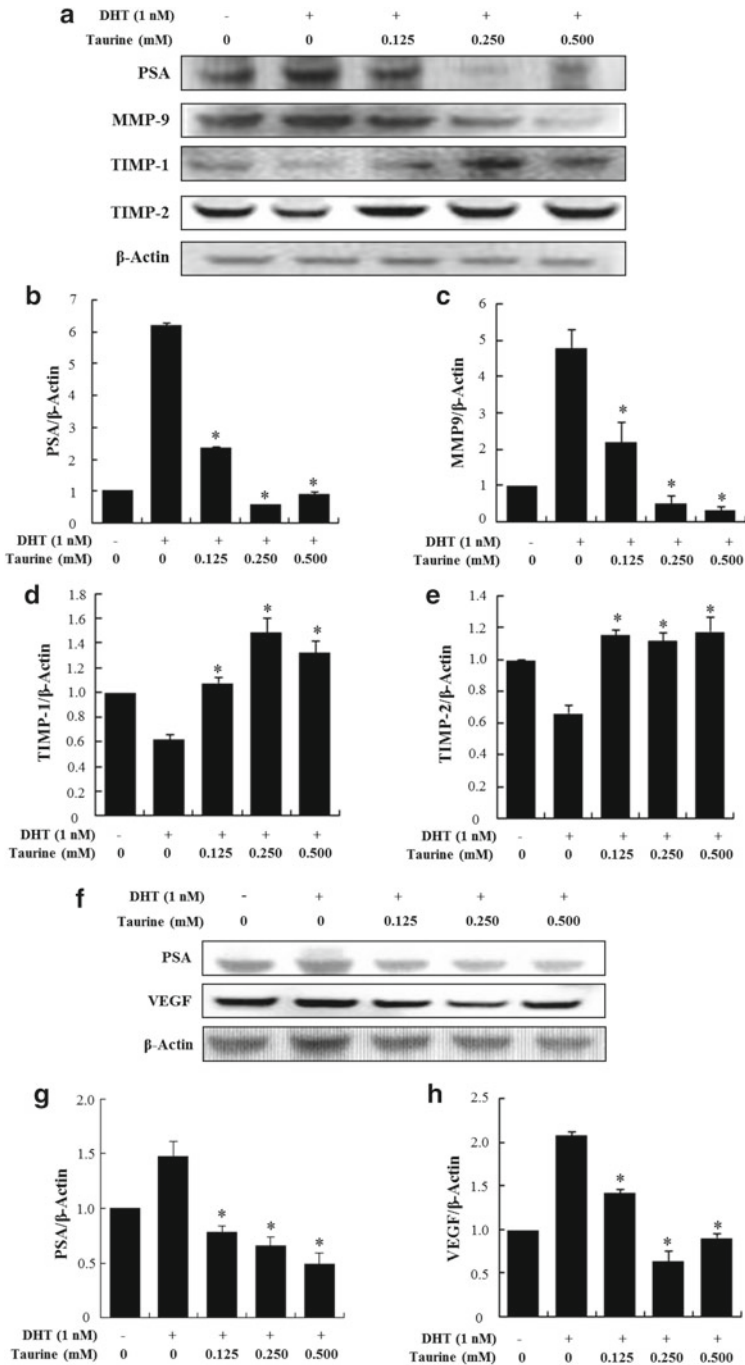 a
DHT (1 nM) - + + + +
Taurine (mM) 0 0 0.125 0.250 0.500
PSA
MMP-9
TIMP-1
TIMP-2
β-Actin
b
7
6
5
4
3
2
1
0
PSA/β-Actin
* * *
DHT (1 nM) - + + + +
Taurine (mM) 0 0 0.125 0.250 0.500
c
6
5
4
3
2
1
0
MMP9/β-Actin
* * *
DHT (1 nM) - + + + +
Taurine (mM) 0 0 0.125 0.250 0.500
d
1.8
1.6
1.4
1.2
1.0
0.8
0.6
0.4
0.2
0
TIMP-1/β-Actin
* * *
DHT (1 nM) - + + + +
Taurine (mM) 0 0 0.125 0.250 0.500
e
1.4
1.2
1.0
0.8
0.6
0.4
0.2
0
TIMP-2/β-Actin
* * *
DHT (1 nM) - + + + +
Taurine (mM) 0 0 0.125 0.250 0.500
f
DHT (1 nM) - + + + +
Taurine (mM) 0 0 0.125 0.250 0.500
PSA
VEGF
β-Actin
g
2.0
1.5
1.0
0.5
0
PSA/β-Actin
* * *
DHT (1 nM) - + + + +
Taurine (mM) 0 0 0.125 0.250 0.500
h
2.5
2.0
1.5
1.0
0.5
0.0
VEGF/β-Actin
* * *
DHT (1 nM) - + + + +
Taurine (mM) 0 0 0.125 0.250 0.500